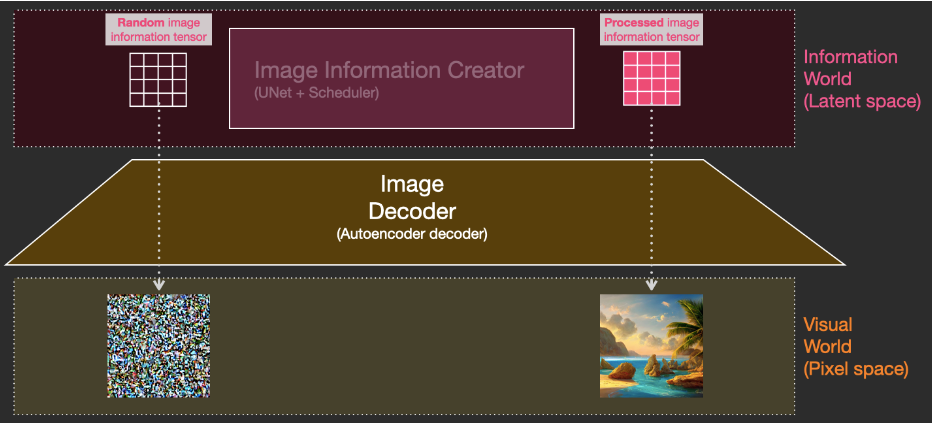 Random image
information tensor
Processed image
information tensor
Image Information Creator
(UNet + Scheduler)
Information
World
(Latent space)
Image
Decoder
(Autoencoder decoder)
Visual
World
(Pixel space)